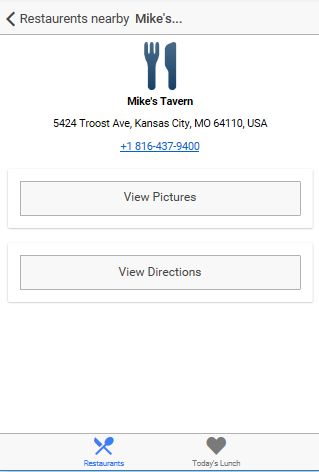 Restaurents nearby Mike's...
Mike's Tavern
5424 Troost Ave, Kansas City, MO 64110, USA
+1 816-437-9400
View Pictures
View Directions
Restaurants Today's Lunch